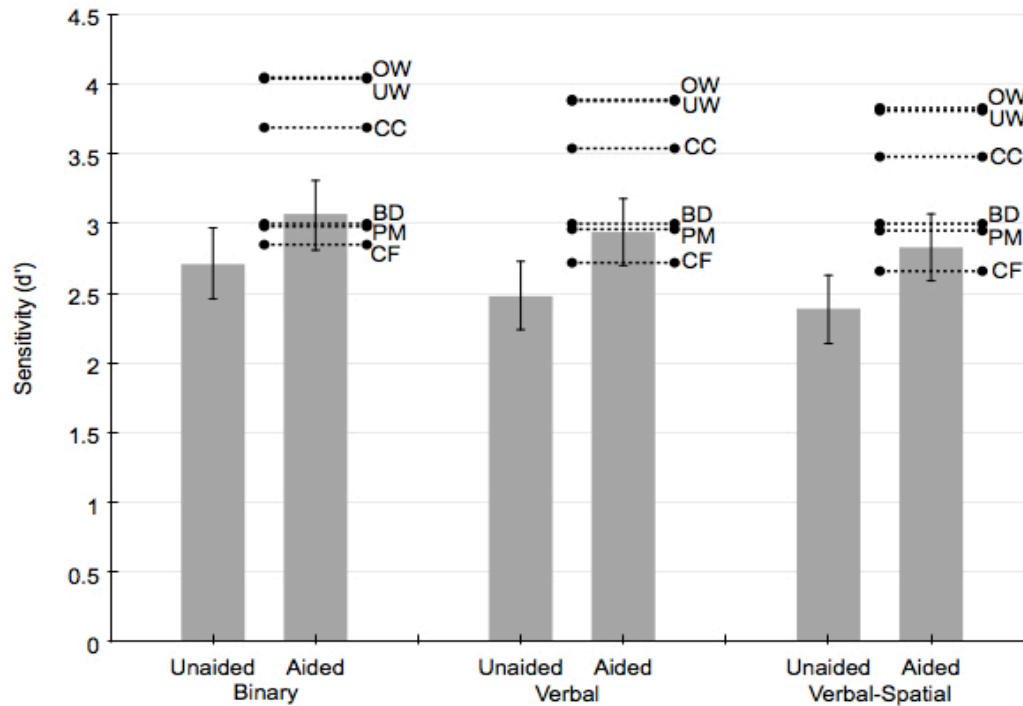 Sensitivity (d')
4.5
4
3.5
3
2.5
2
1.5
1
0.5
0
OW
UW
CC
BD
PM
CF
OW
UW
CC
BD
PM
CF
OW
UW
CC
BD
PM
CF
Unaided Aided Unaided Aided Unaided Aided
Binary Verbal Verbal-Spatial